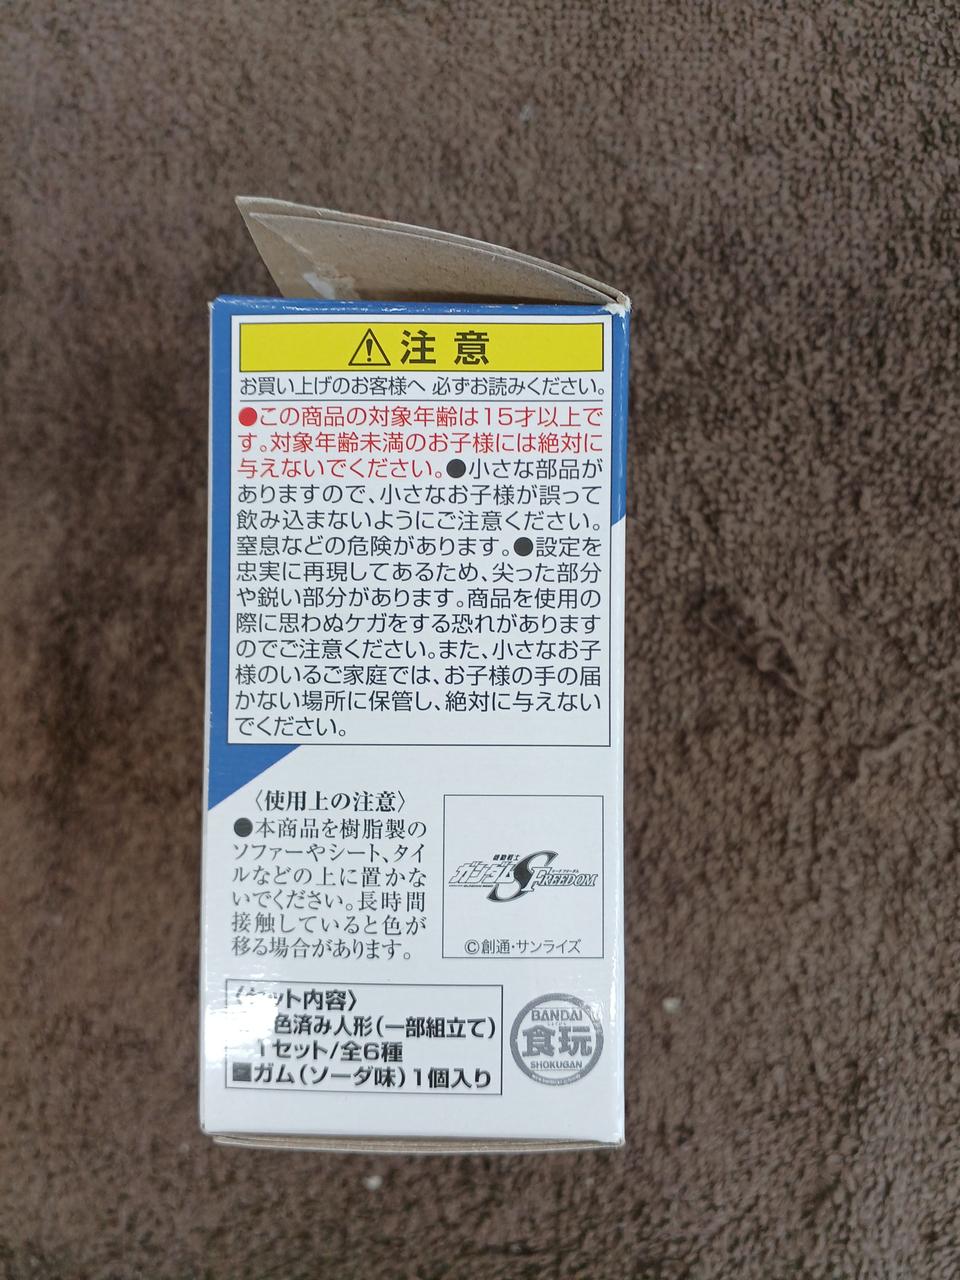 注意
お買い上げのお客様へ 必ずお読みください。
●この商品の対象年齢は15才以上で
す。対象年齢未満のお子様には絶対に
与えないでください。●小さな部品が
ありますので、小さなお子様が誤って
飲み込まないようにご注意ください。
窒息などの危険があります。●設定を
忠実に再現してあるため、尖った部分
や鋭い部分があります。商品を使用の
際に思わぬケガをする恐れがあります
のでご注意ください。また、小さなお子
様のいるご家庭では、お子様の手の届
かない場所に保管し、絶対に与えない
でください。
〈使用上の注意〉
●本商品を樹脂製の
ソファーやシート、タイ
ルなどの上に置かな
いでください。長時間
接触していると色が
移る場合があります。
機動戦士
ガンダムSEED FREEDOM
©創通・サンライズ
〈セット内容〉
色済み人形(一部組立て)
1セット/全6種
■ガム(ソーダ味)1個入り
BANDAI
食玩
SHOKUGAN